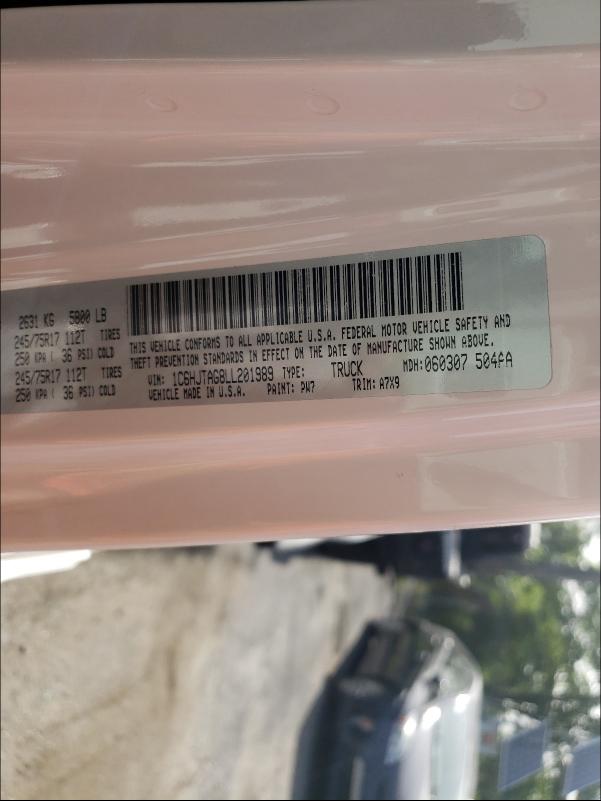 2631 KG 5800 LB
245/75R17 112T TIRES
250 KPA ( 36 PSI) COLD
245/75R17 112T TIRES
250 KPA ( 36 PSI) COLD
THIS VEHICLE CONFORMS TO ALL APPLICABLE U.S.A. FEDERAL MOTOR VEHICLE SAFETY AND
THEFT PREVENTION STANDARDS IN EFFECT ON THE DATE OF MANUFACTURE SHOWN ABOVE.
VIN: 1C6HJTAG8LL201989 TYPE: TRUCK MDH: 060307 504AA
VEHICLE MADE IN U.S.A. PAINT: PW7 TRIM: A7X9